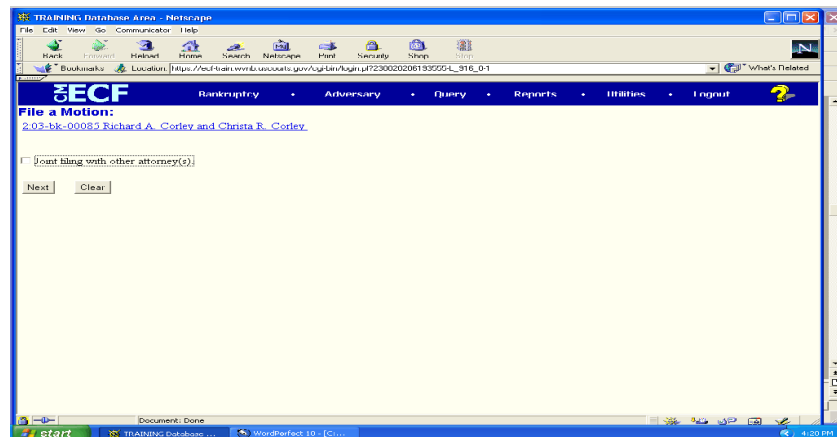 TRAINING Database Area - Netscape
File Edit View Go Communicator Help
Back Forward Reload Home Search Netscape Print Security Shop Stop
Bookmarks Location: https://ecf-train.wvnb.uscourts.gov/cgi-bin/login.pl?230020206193555-L_916_0-1 What's Related
CM ECF Bankruptcy • Adversary • Query • Reports • Utilities • Logout ?
File a Motion:
2:03-bk-00085 Richard A. Corley and Christa R. Corley
Joint filing with other attorney(s).
Next Clear
Document: Done
start TRAINING Database ... WordPerfect 10 - [C:... 4:20 PM